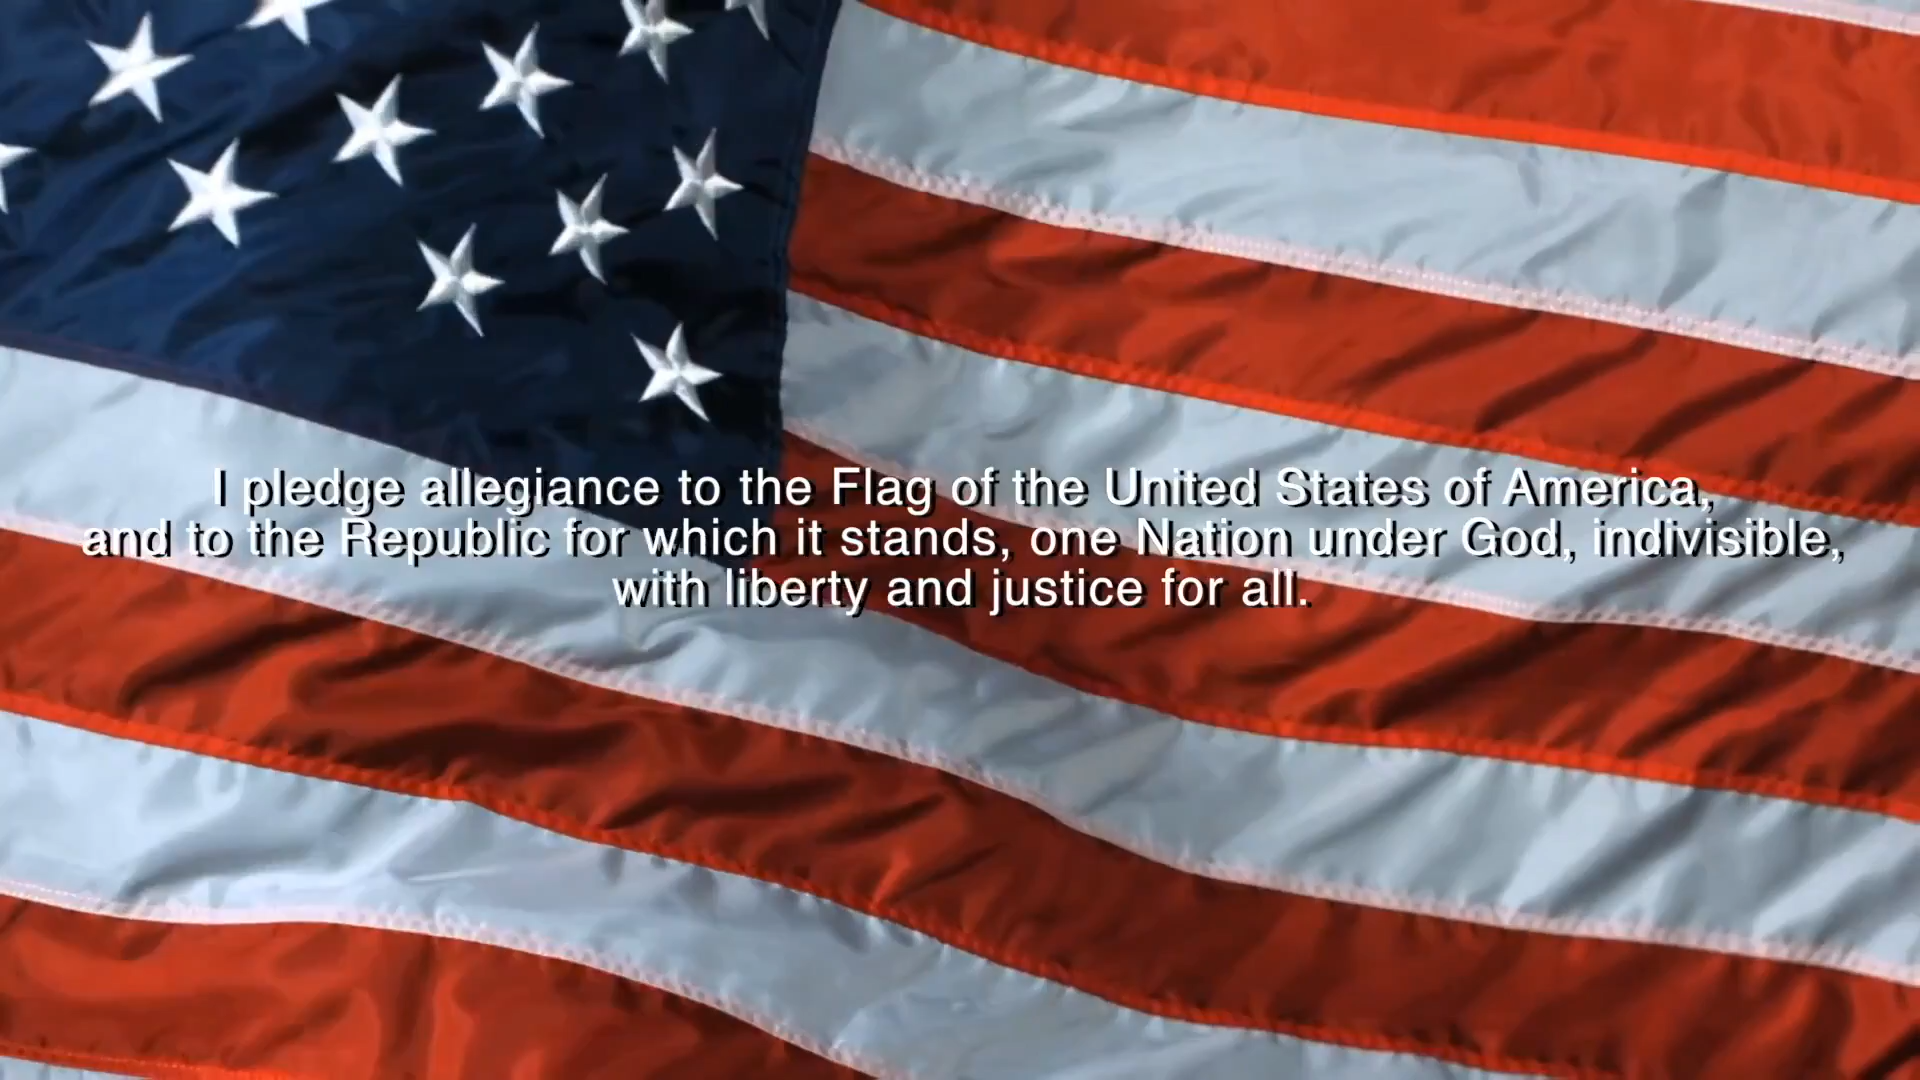 I pledge allegiance to the Flag of the United States of America,
and to the Republic for which it stands, one Nation under God, indivisible,
with liberty and justice for all.